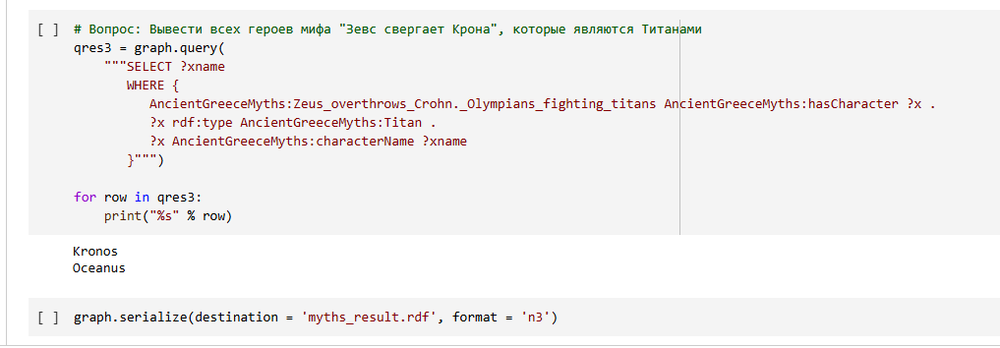 [ ] # Вопрос: Вывести всех героев мифа "Зевс свергает Крона", которые являются Титанами
qres3 = graph.query(
"""SELECT ?xname
WHERE {
AncientGreeceMyths:Zeus_overthrows_Crohn._Olympians_fighting_titans AncientGreeceMyths:hasCharacter ?x .
?x rdf:type AncientGreeceMyths:Titan .
?x AncientGreeceMyths:characterName ?xname
}""")
for row in qres3:
print("%s" % row)
Kronos
Oceanus
[ ] graph.serialize(destination = 'myths_result.rdf', format = 'n3')